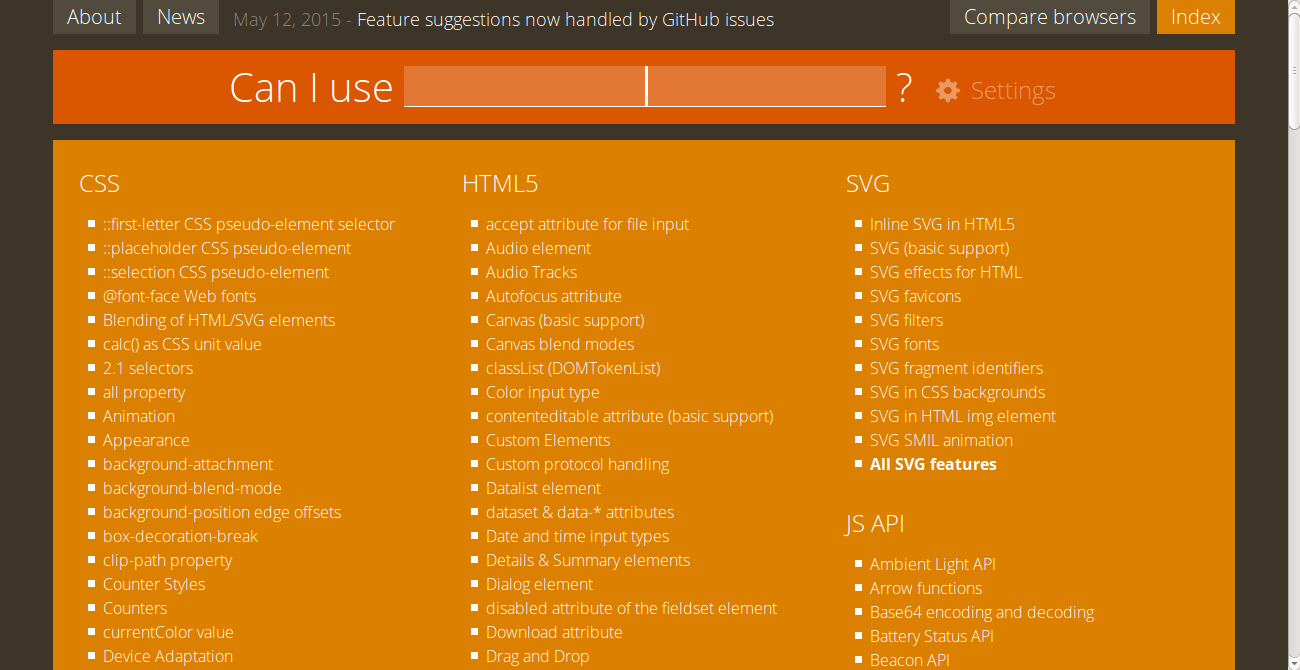 About
News
May 12, 2015 - Feature suggestions now handled by GitHub issues
Compare browsers
Index
Can I use ?
Settings
CSS
::first-letter CSS pseudo-element selector
::placeholder CSS pseudo-element
::selection CSS pseudo-element
@font-face Web fonts
Blending of HTML/SVG elements
calc() as CSS unit value
2.1 selectors
all property
Animation
Appearance
background-attachment
background-blend-mode
background-position edge offsets
box-decoration-break
clip-path property
Counter Styles
Counters
currentColor value
Device Adaptation
HTML5
accept attribute for file input
Audio element
Audio Tracks
Autofocus attribute
Canvas (basic support)
Canvas blend modes
classList (DOMTokenList)
Color input type
contenteditable attribute (basic support)
Custom Elements
Custom protocol handling
Datalist element
dataset & data-* attributes
Date and time input types
Details & Summary elements
Dialog element
disabled attribute of the fieldset element
Download attribute
Drag and Drop
SVG
Inline SVG in HTML5
SVG (basic support)
SVG effects for HTML
SVG favicons
SVG filters
SVG fonts
SVG fragment identifiers
SVG in CSS backgrounds
SVG in HTML img element
SVG SMIL animation
All SVG features
JS API
Ambient Light API
Arrow functions
Base64 encoding and decoding
Battery Status API
Beacon API